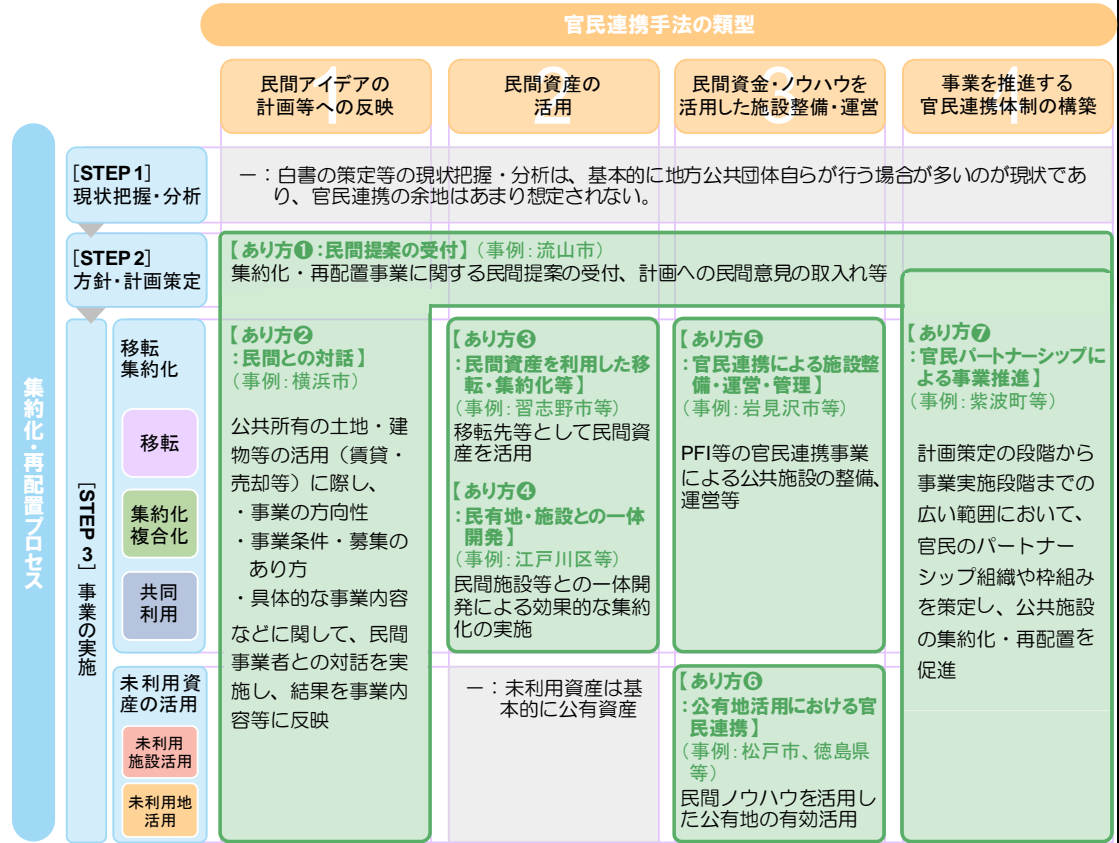 官民連携手法の類型
1
民間アイデアの
計画等への反映
2
民間資産の
活用
3
民間資金・ノウハウを
活用した施設整備・運営
4
事業を推進する
官民連携体制の構築
集約化・再配置プロセス
［STEP 1］
現状把握・分析
－：白書の策定等の現状把握・分析は、基本的に地方公共団体自らが行う場合が多いのが現状であ
り、官民連携の余地はあまり想定されない。
［STEP 2］
方針・計画策定
【あり方❶：民間提案の受付】（事例：流山市）
集約化・再配置事業に関する民間提案の受付、計画への民間意見の取入れ等
［STEP 3］ 事業の実施
移転
集約化
移転
集約化
複合化
共同
利用
【あり方❷
：民間との対話】
（事例：横浜市）
公共所有の土地・建
物等の活用（賃貸・
売却等）に際し、
・事業の方向性
・事業条件・募集の
あり方
・具体的な事業内容
などに関して、民間
事業者との対話を実
施し、結果を事業内
容等に反映
【あり方❸
：民間資産を利用した移
転・集約化等】
（事例：習志野市等）
移転先等として民間資
産を活用
【あり方❹
：民有地・施設との一体
開発】
（事例：江戸川区等）
民間施設等との一体開
発による効果的な集約
化の実施
【あり方❺
：官民連携による施設整
備・運営・管理】
（事例：岩見沢市等）
PFI等の官民連携事業
による公共施設の整備、
運営等
【あり方❼
：官民パートナーシップに
よる事業推進】
（事例：紫波町等）
計画策定の段階から
事業実施段階までの
広い範囲において、
官民のパートナー
シップ組織や枠組み
を策定し、公共施設
の集約化・再配置を
促進
未利用資
産の活用
未利用
施設活用
未利用地
活用
－：未利用資産は基
本的に公有資産
【あり方❻
：公有地活用における官
民連携】
（事例：松戸市、徳島県
等）
民間ノウハウを活用し
た公有地の有効活用